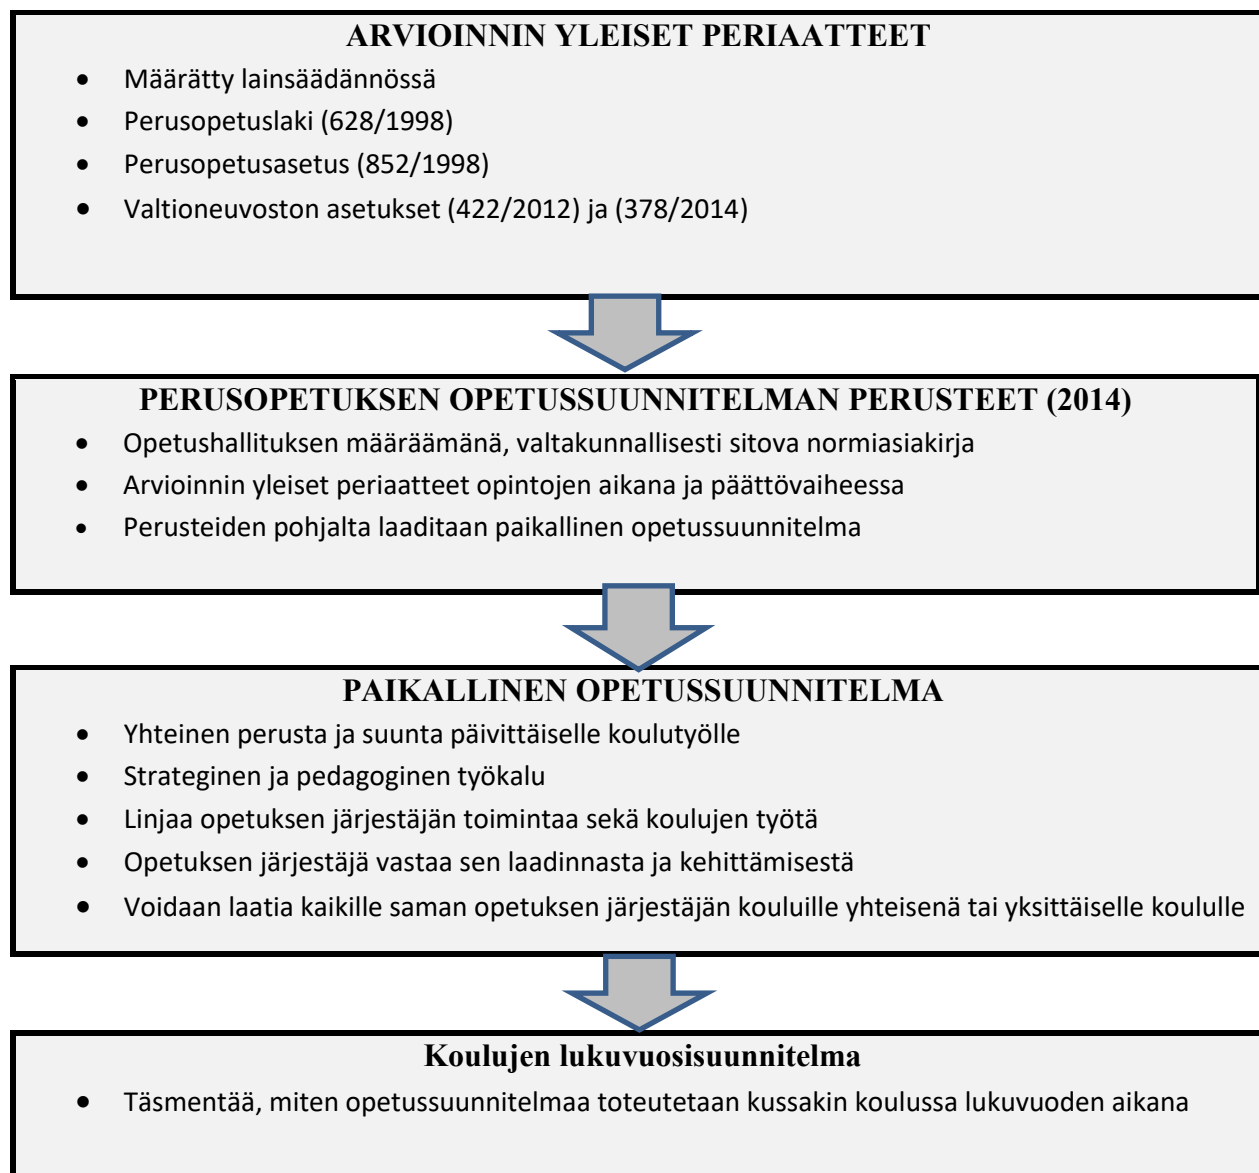 ARVIOINNIN YLEISET PERIAATTEET
• Määrätty lainsäädännössä
• Perusopetuslaki (628/1998)
• Perusopetusasetus (852/1998)
• Valtioneuvoston asetukset (422/2012) ja (378/2014)
PERUSOPETUKSEN OPETUSSUUNNITELMAN PERUSTEET (2014)
• Opetushallituksen määräämänä, valtakunnallisesti sitova normiasiakirja
• Arvioinnin yleiset periaatteet opintojen aikana ja päättövaiheessa
• Perusteiden pohjalta laaditaan paikallinen opetussuunnitelma
PAIKALLINEN OPETUSSUUNNITELMA
• Yhteinen perusta ja suunta päivittäiselle koulutyölle
• Strateginen ja pedagoginen työkalu
• Linjaa opetuksen järjestäjän toimintaa sekä koulujen työtä
• Opetuksen järjestäjä vastaa sen laadinnasta ja kehittämisestä
• Voidaan laatia kaikille saman opetuksen järjestäjän kouluille yhteisenä tai yksittäiselle koululle
Koulujen lukuvuosisuunnitelma
• Täsmentää, miten opetussuunnitelmaa toteutetaan kussakin koulussa lukuvuoden aikana